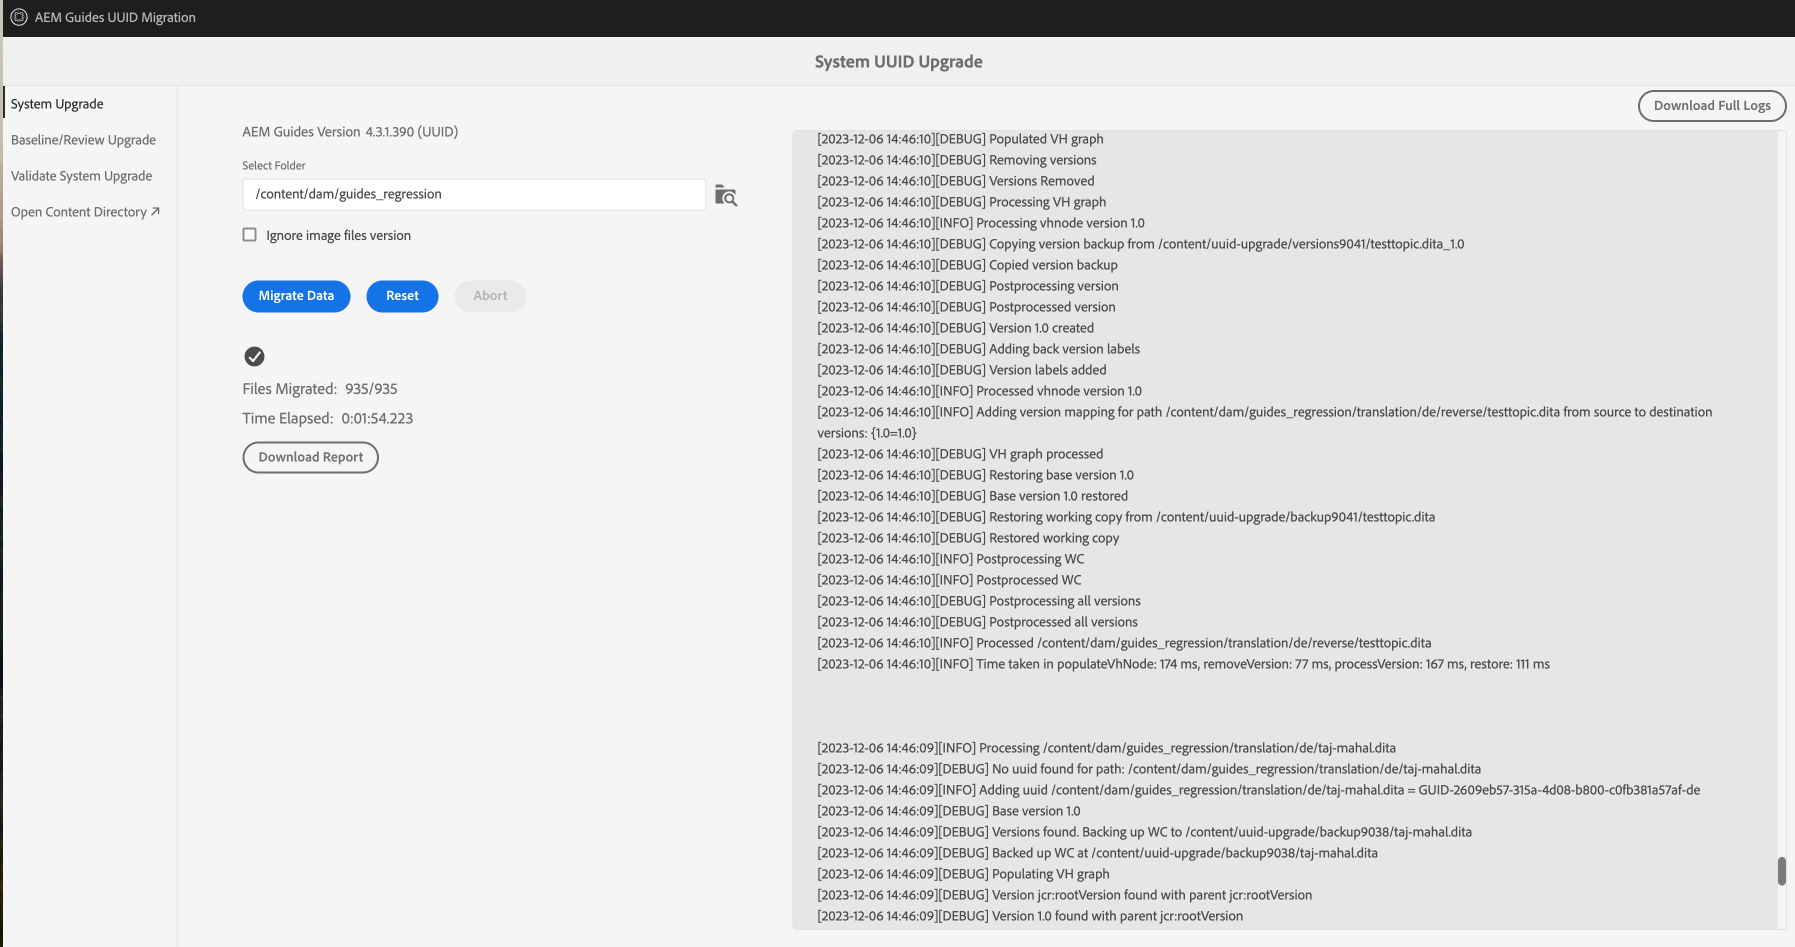 AEM Guides UUID Migration
System UUID Upgrade
System Upgrade
Baseline/Review Upgrade
Validate System Upgrade
Open Content Directory
AEM Guides Version 4.3.1.390 (UUID)
Select Folder
/content/dam/guides_regression
Ignore image files version
Migrate Data
Reset
Abort
Files Migrated: 935/935
Time Elapsed: 0:01:54.223
Download Report
Download Full Logs
[2023-12-06 14:46:10][DEBUG] Populated VH graph
[2023-12-06 14:46:10][DEBUG] Removing versions
[2023-12-06 14:46:10][DEBUG] Versions Removed
[2023-12-06 14:46:10][DEBUG] Processing VH graph
[2023-12-06 14:46:10][INFO] Processing vhnode version 1.0
[2023-12-06 14:46:10][DEBUG] Copying version backup from /content/uuid-upgrade/versions9041/testtopic.dita_1.0
[2023-12-06 14:46:10][DEBUG] Copied version backup
[2023-12-06 14:46:10][DEBUG] Postprocessing version
[2023-12-06 14:46:10][DEBUG] Postprocessed version
[2023-12-06 14:46:10][DEBUG] Version 1.0 created
[2023-12-06 14:46:10][DEBUG] Adding back version labels
[2023-12-06 14:46:10][DEBUG] Version labels added
[2023-12-06 14:46:10][INFO] Processed vhnode version 1.0
[2023-12-06 14:46:10][INFO] Adding version mapping for path /content/dam/guides_regression/translation/de/reverse/testtopic.dita from source to destination
versions: {1.0=1.0}
[2023-12-06 14:46:10][DEBUG] VH graph processed
[2023-12-06 14:46:10][DEBUG] Restoring base version 1.0
[2023-12-06 14:46:10][DEBUG] Base version 1.0 restored
[2023-12-06 14:46:10][DEBUG] Restoring working copy from /content/uuid-upgrade/backup9041/testtopic.dita
[2023-12-06 14:46:10][DEBUG] Restored working copy
[2023-12-06 14:46:10][INFO] Postprocessing WC
[2023-12-06 14:46:10][INFO] Postprocessed WC
[2023-12-06 14:46:10][DEBUG] Postprocessing all versions
[2023-12-06 14:46:10][DEBUG] Postprocessed all versions
[2023-12-06 14:46:10][INFO] Processed /content/dam/guides_regression/translation/de/reverse/testtopic.dita
[2023-12-06 14:46:10][INFO] Time taken in populateVhNode: 174 ms, removeVersion: 77 ms, processVersion: 167 ms, restore: 111 ms
[2023-12-06 14:46:09][INFO] Processing /content/dam/guides_regression/translation/de/taj-mahal.dita
[2023-12-06 14:46:09][DEBUG] No uuid found for path: /content/dam/guides_regression/translation/de/taj-mahal.dita
[2023-12-06 14:46:09][INFO] Adding uuid /content/dam/guides_regression/translation/de/taj-mahal.dita = GUID-2609eb57-315a-4d08-b800-c0fb381a57af-de
[2023-12-06 14:46:09][DEBUG] Base version 1.0
[2023-12-06 14:46:09][DEBUG] Versions found. Backing up WC to /content/uuid-upgrade/backup9038/taj-mahal.dita
[2023-12-06 14:46:09][DEBUG] Backed up WC at /content/uuid-upgrade/backup9038/taj-mahal.dita
[2023-12-06 14:46:09][DEBUG] Populating VH graph
[2023-12-06 14:46:09][DEBUG] Version jcr:rootVersion found with parent jcr:rootVersion
[2023-12-06 14:46:09][DEBUG] Version 1.0 found with parent jcr:rootVersion